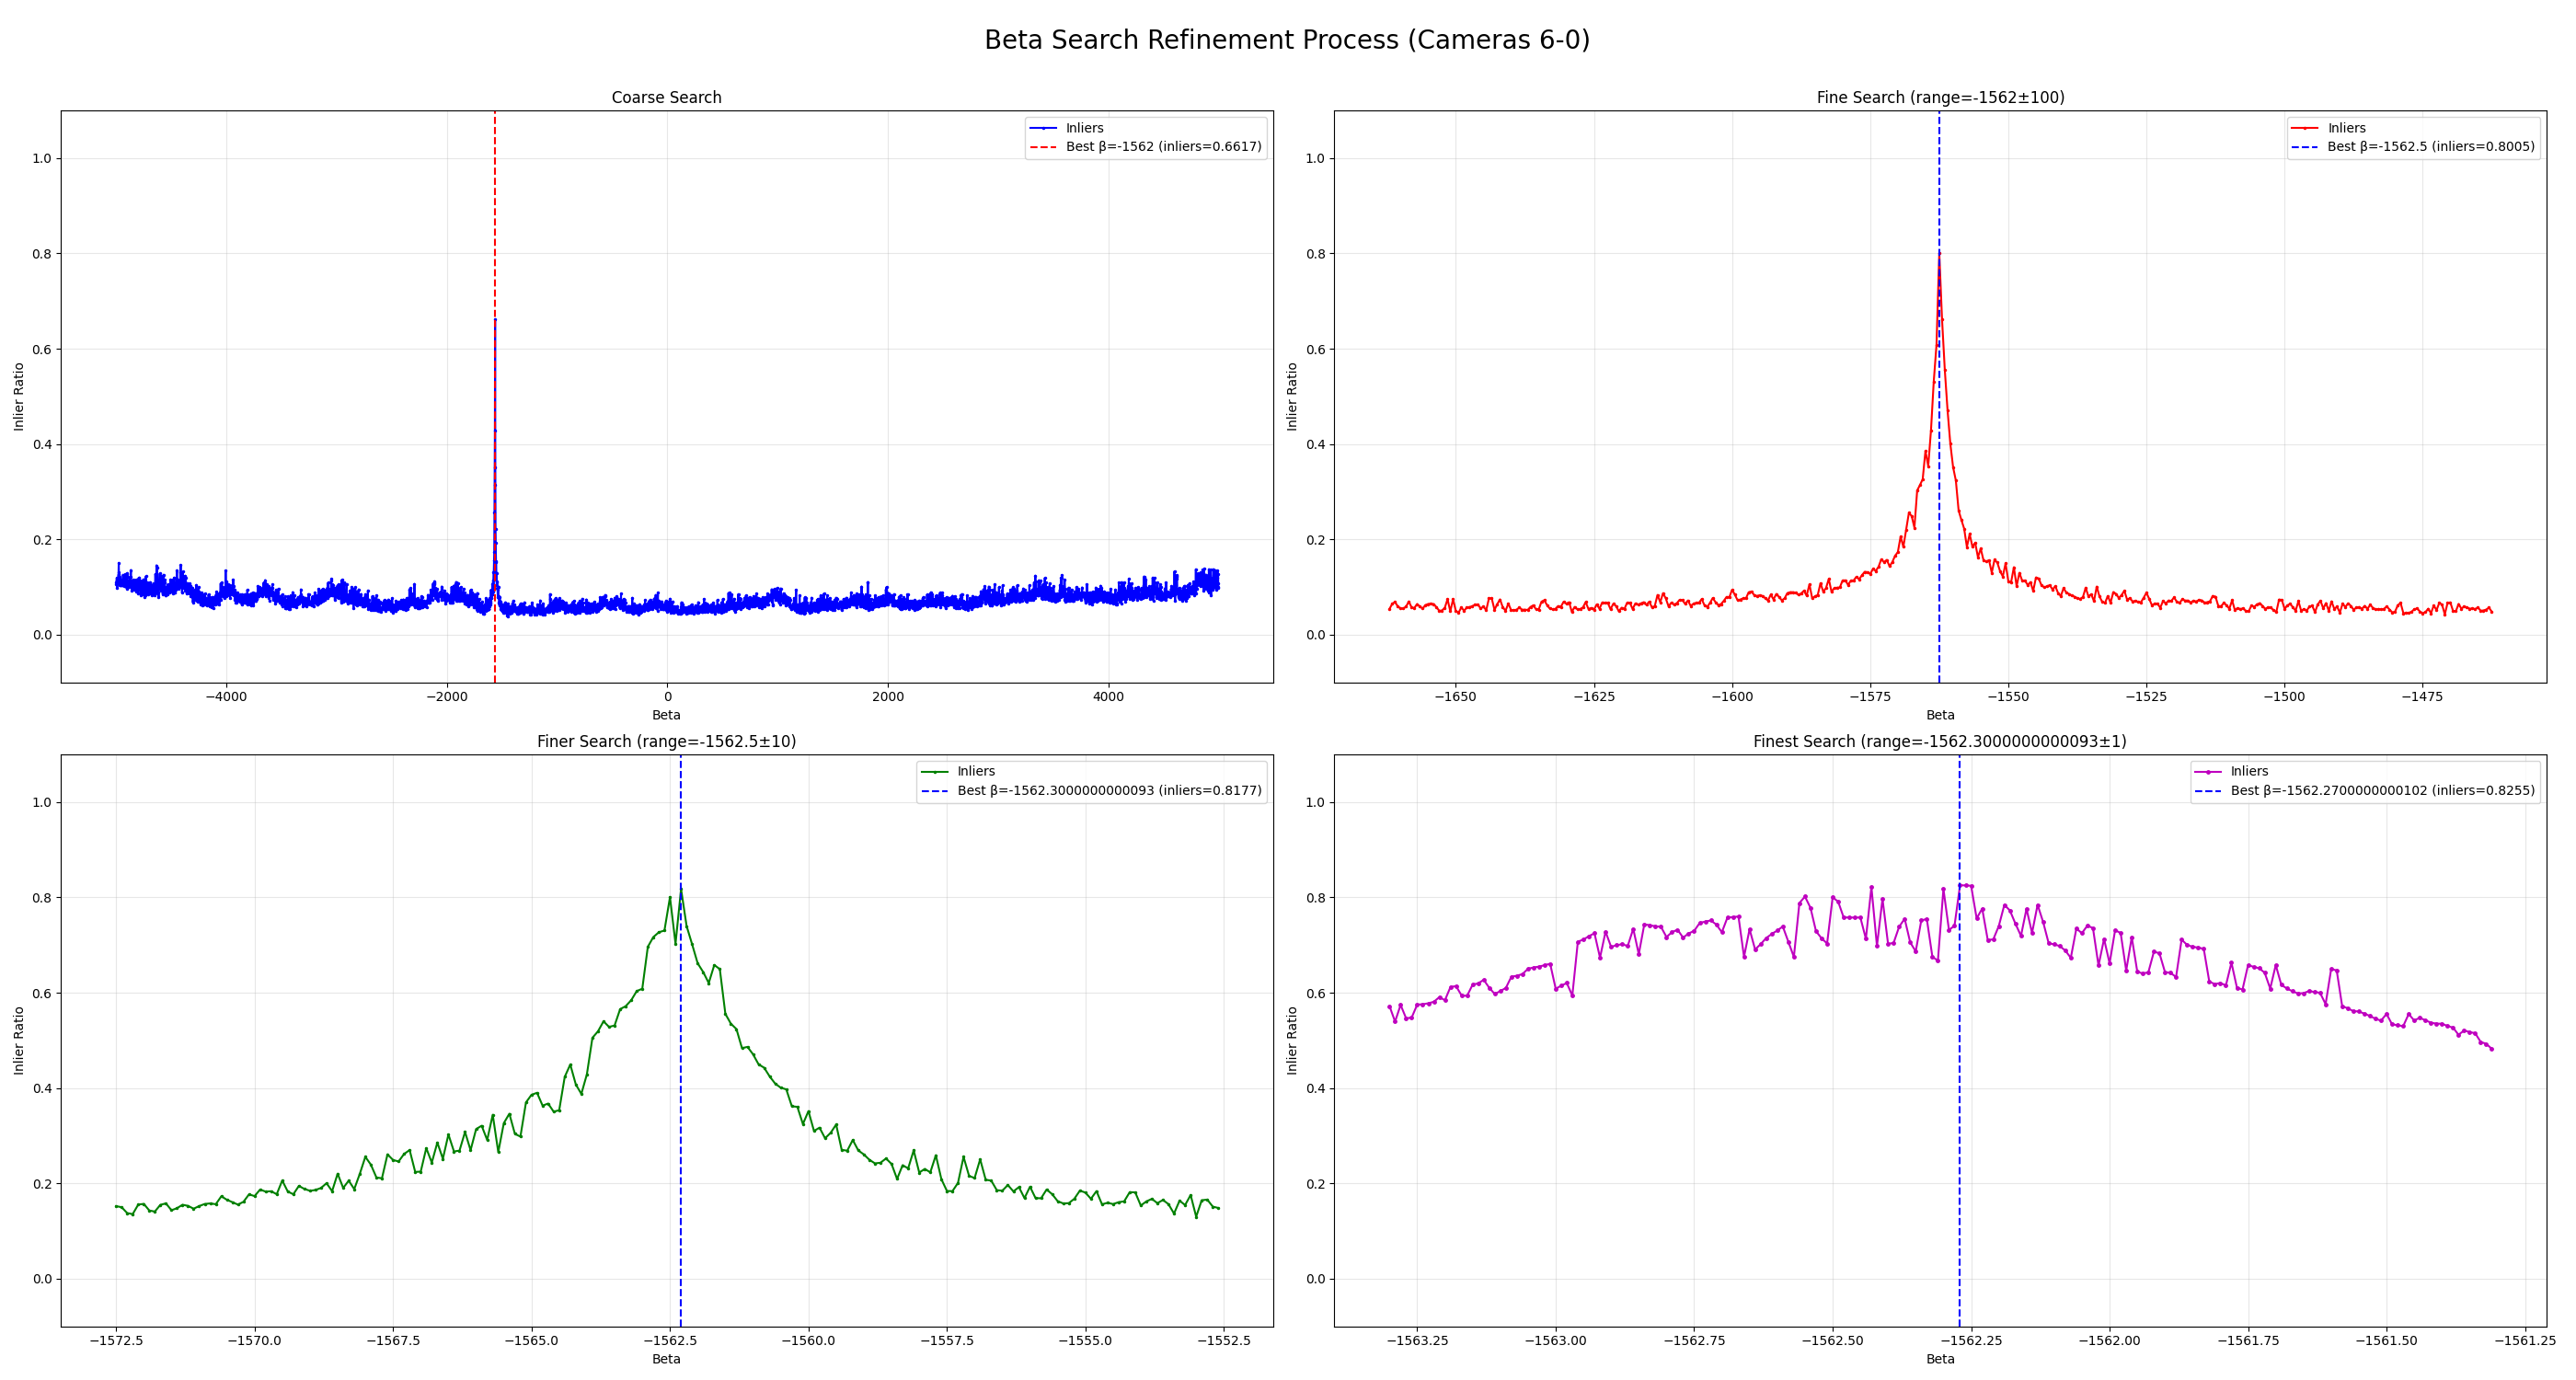 Beta Search Refinement Process (Cameras 6-0)
Coarse Search
Inliers
Best β=-1562 (inliers=0.6617)
1.0
0.8
0.6
0.4
0.2
0.0
Inlier Ratio
−4000 −2000 0 2000 4000
Beta
Fine Search (range=-1562±100)
Inliers
Best β=-1562.5 (inliers=0.8005)
1.0
0.8
0.6
0.4
0.2
0.0
Inlier Ratio
−1650 −1625 −1600 −1575 −1550 −1525 −1500 −1475
Beta
Finer Search (range=-1562.5±10)
Inliers
Best β=-1562.3000000000093 (inliers=0.8177)
1.0
0.8
0.6
0.4
0.2
0.0
Inlier Ratio
−1572.5 −1570.0 −1567.5 −1565.0 −1562.5 −1560.0 −1557.5 −1555.0 −1552.5
Beta
Finest Search (range=-1562.3000000000093±1)
Inliers
Best β=-1562.2700000000102 (inliers=0.8255)
1.0
0.8
0.6
0.4
0.2
0.0
Inlier Ratio
−1563.25 −1563.00 −1562.75 −1562.50 −1562.25 −1562.00 −1561.75 −1561.50 −1561.25
Beta